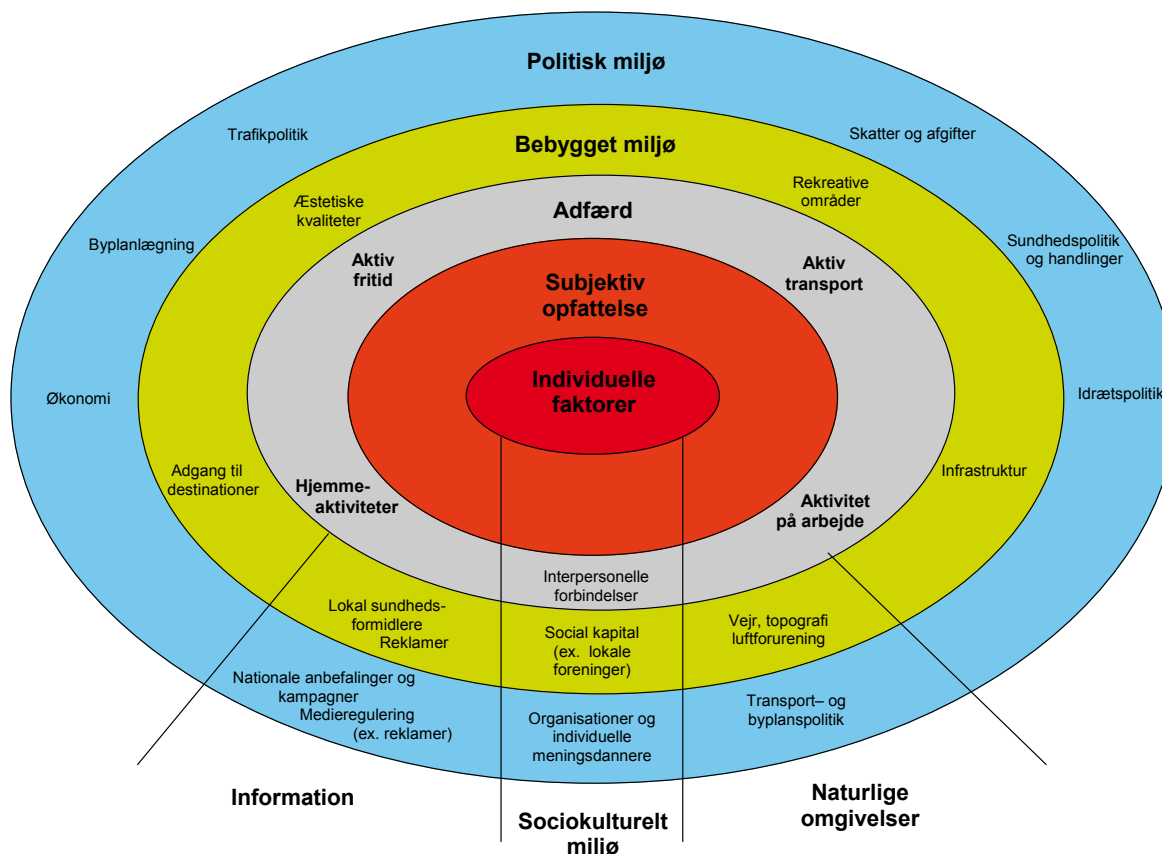 Politisk miljø
Trafikpolitik
Skatter og afgifter
Bebygget miljø
Æstetiske
kvaliteter
Rekreative
områder
Adfærd
Byplanlægning
Sundhedspolitik
og handlinger
Aktiv
fritid
Aktiv
transport
Subjektiv
opfattelse
Individuelle
faktorer
Økonomi
Idrætspolitik
Adgang til
destinationer
Infrastruktur
Hjemme-
aktiviteter
Aktivitet
på arbejde
Interpersonelle
forbindelser
Lokal sundheds-
formidlere
Reklamer
Social kapital
(ex. lokale
foreninger)
Vejr, topografi
luftforurening
Nationale anbefalinger og
kampagner
Medieregulering
(ex. reklamer)
Organisationer og
individuelle
meningsdannere
Transport– og
byplanspolitik
Information
Sociokulturelt
miljø
Naturlige
omgivelser